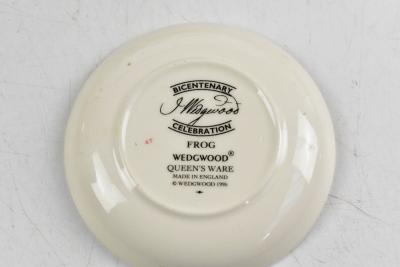 BICENTENARY
J Wedgwood
CELEBRATION
FROG
WEDGWOOD®
QUEEN'S WARE
MADE IN ENGLAND
© WEDGWOOD 1996